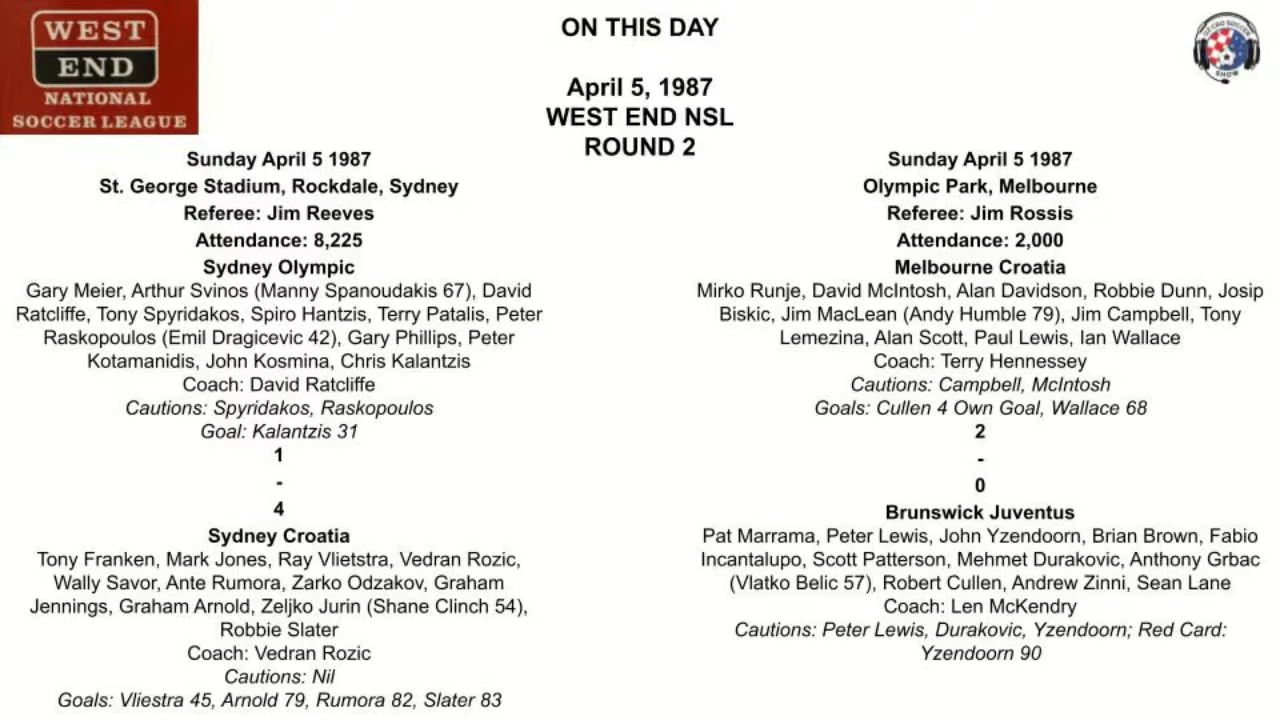 WEST
END
NATIONAL
SOCCER LEAGUE
ON THIS DAY
April 5, 1987
WEST END NSL
ROUND 2
Sunday April 5 1987
St. George Stadium, Rockdale, Sydney
Referee: Jim Reeves
Attendance: 8,225
Sydney Olympic
Gary Meier, Arthur Svinos (Manny Spanoudakis 67), David
Ratcliffe, Tony Spyridakos, Spiro Hantzis, Terry Patalis, Peter
Raskopoulos (Emil Dragicevic 42), Gary Phillips, Peter
Kotamanidis, John Kosmina, Chris Kalantzis
Coach: David Ratcliffe
Cautions: Spyridakos, Raskopoulos
Goal: Kalantzis 31
1
-
4
Sydney Croatia
Tony Franken, Mark Jones, Ray Vlietstra, Vedran Rozic,
Wally Savor, Ante Rumora, Zarko Odzakov, Graham
Jennings, Graham Arnold, Zeljko Jurin (Shane Clinch 54),
Robbie Slater
Coach: Vedran Rozic
Cautions: Nil
Goals: Vliestra 45, Arnold 79, Rumora 82, Slater 83
Sunday April 5 1987
Olympic Park, Melbourne
Referee: Jim Rossis
Attendance: 2,000
Melbourne Croatia
Mirko Runje, David McIntosh, Alan Davidson, Robbie Dunn, Josip
Biskic, Jim MacLean (Andy Humble 79), Jim Campbell, Tony
Lemezina, Alan Scott, Paul Lewis, Ian Wallace
Coach: Terry Hennessey
Cautions: Campbell, McIntosh
Goals: Cullen 4 Own Goal, Wallace 68
2
-
0
Brunswick Juventus
Pat Marrama, Peter Lewis, John Yzendoorn, Brian Brown, Fabio
Incantalupo, Scott Patterson, Mehmet Durakovic, Anthony Grbac
(Vlatko Belic 57), Robert Cullen, Andrew Zinni, Sean Lane
Coach: Len McKendry
Cautions: Peter Lewis, Durakovic, Yzendoorn; Red Card:
Yzendoorn 90
SHOW